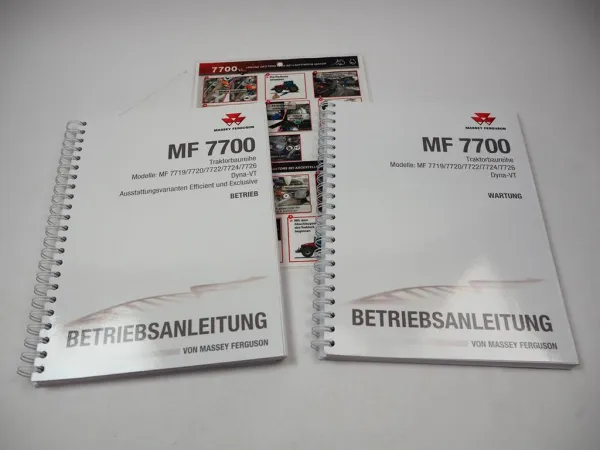 7700
MASSEY FERGUSON
MF 7700
Traktorbaureihe
Modelle: MF 7719/7720/7722/7724/7726
Dyna-VT
Ausstattungsvarianten Efficient und Exclusive
BETRIEB
BETRIEBSANLEITUNG
VON MASSEY FERGUSON
MASSEY FERGUSON
MF 7700
Traktorbaureihe
Modelle: MF 7719/7720/7722/7724/7726
Dyna-VT
WARTUNG
BETRIEBSANLEITUNG
VON MASSEY FERGUSON